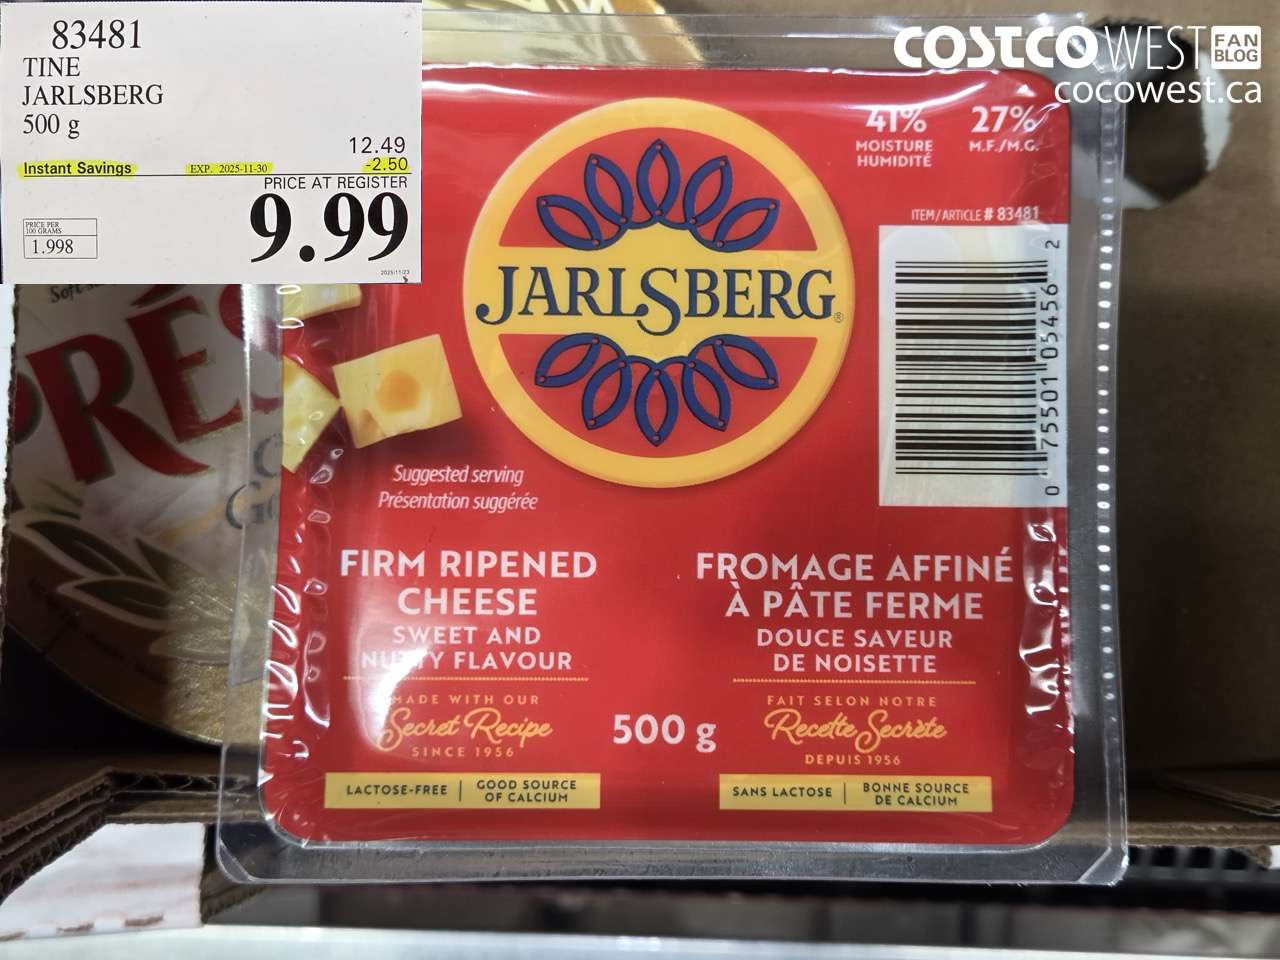 83481
TINE
JARLSBERG
500 g
12.49
Instant Savings EXP. 2025-11-30 -2.50
PRICE AT REGISTER
9.99
PRICE PER
100 GRAMS
1.998
2025/11/23
COSTCO WEST FAN BLOG
cocowest.ca
41% MOISTURE HUMIDITÉ
27% M.F./M.G.
ITEM/ARTICLE # 83481
0 75501 05456 2
JARLSBERG®
Suggested serving
Présentation suggérée
FIRM RIPENED
CHEESE
SWEET AND
NUTTY FLAVOUR
MADE WITH OUR
Secret Recipe
SINCE 1956
LACTOSE-FREE | GOOD SOURCE
OF CALCIUM
500 g
FROMAGE AFFINÉ
À PÂTE FERME
DOUCE SAVEUR
DE NOISETTE
FAIT SELON NOTRE
Recette Secrète
DEPUIS 1956
SANS LACTOSE | BONNE SOURCE
DE CALCIUM